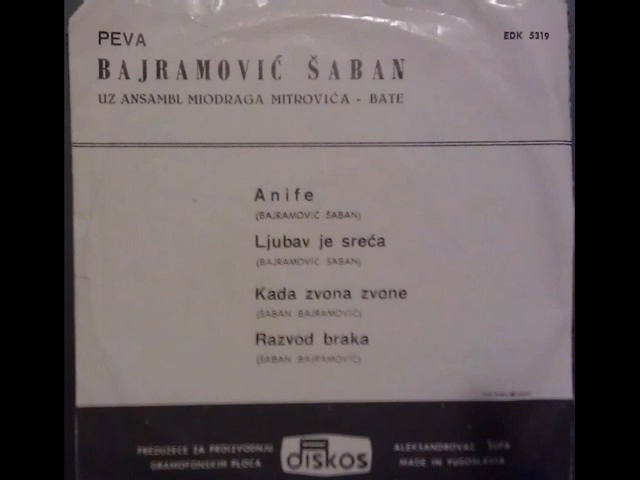 PEVA
EDK 5319
BAJRAMOVIĆ ŠABAN
UZ ANSAMBL MIODRAGA MITROVIĆA - BATE
Anife
(BAJRAMOVIĆ ŠABAN)
Ljubav je sreća
(BAJRAMOVIĆ ŠABAN)
Kada zvona zvone
(ŠABAN BAJRAMOVIĆ)
Razvod braka
(ŠABAN BAJRAMOVIĆ)
PREDUZEĆE ZA PROIZVODNJU
GRAMOFONSKIH PLOČA
diskos
ALEKSANDROVAC ŽUPA
MADE IN YUGOSLAVIA